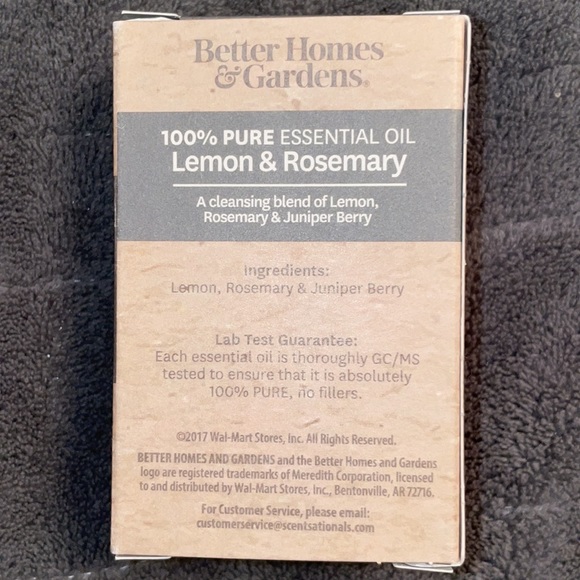 Better Homes
& Gardens®
100% PURE ESSENTIAL OIL
Lemon & Rosemary
A cleansing blend of Lemon,
Rosemary & Juniper Berry
Ingredients:
Lemon, Rosemary & Juniper Berry
Lab Test Guarantee:
Each essential oil is thoroughly GC/MS
tested to ensure that it is absolutely
100% PURE, no fillers.
©2017 Wal-Mart Stores, Inc. All Rights Reserved.
BETTER HOMES AND GARDENS and the Better Homes and Gardens
logo are registered trademarks of Meredith Corporation, licensed
to and distributed by Wal-Mart Stores, Inc., Bentonville, AR 72716.
For Customer Service, please email:
customerservice@scentsationals.com